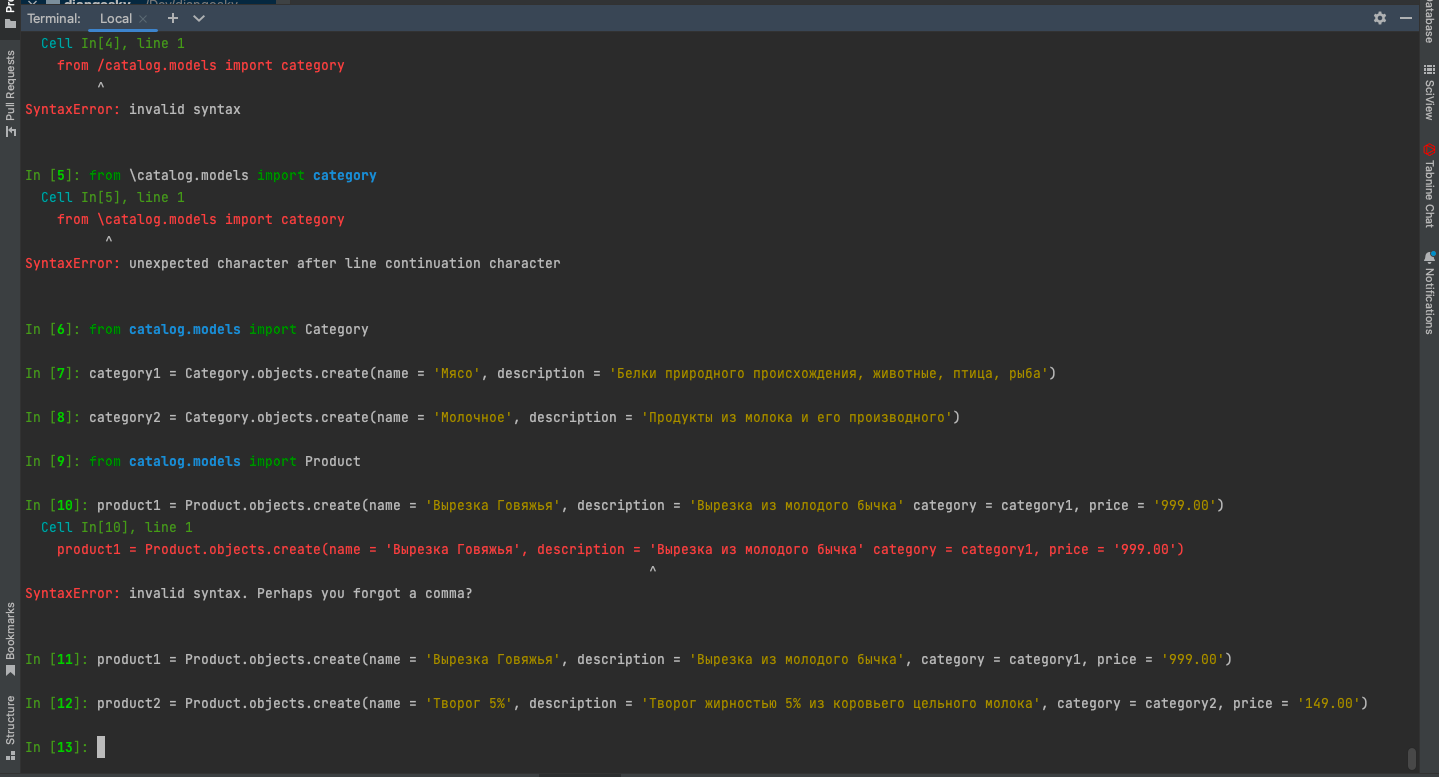 Terminal: Local
Cell In[4], line 1
from /catalog.models import category
^
SyntaxError: invalid syntax
In [5]: from \catalog.models import category
Cell In[5], line 1
from \catalog.models import category
^
SyntaxError: unexpected character after line continuation character
In [6]: from catalog.models import Category
In [7]: category1 = Category.objects.create(name = 'Мясо', description = 'Белки природного происхождения, животные, птица, рыба')
In [8]: category2 = Category.objects.create(name = 'Молочное', description = 'Продукты из молока и его производного')
In [9]: from catalog.models import Product
In [10]: product1 = Product.objects.create(name = 'Вырезка Говяжья', description = 'Вырезка из молодого бычка' category = category1, price = '999.00')
Cell In[10], line 1
product1 = Product.objects.create(name = 'Вырезка Говяжья', description = 'Вырезка из молодого бычка' category = category1, price = '999.00')
^
SyntaxError: invalid syntax. Perhaps you forgot a comma?
In [11]: product1 = Product.objects.create(name = 'Вырезка Говяжья', description = 'Вырезка из молодого бычка', category = category1, price = '999.00')
In [12]: product2 = Product.objects.create(name = 'Творог 5%', description = 'Творог жирностью 5% из коровьего цельного молока', category = category2, price = '149.00')
In [13]:
Pull Requests
Bookmarks
Structure
SciView
Tabnine Chat
Notifications